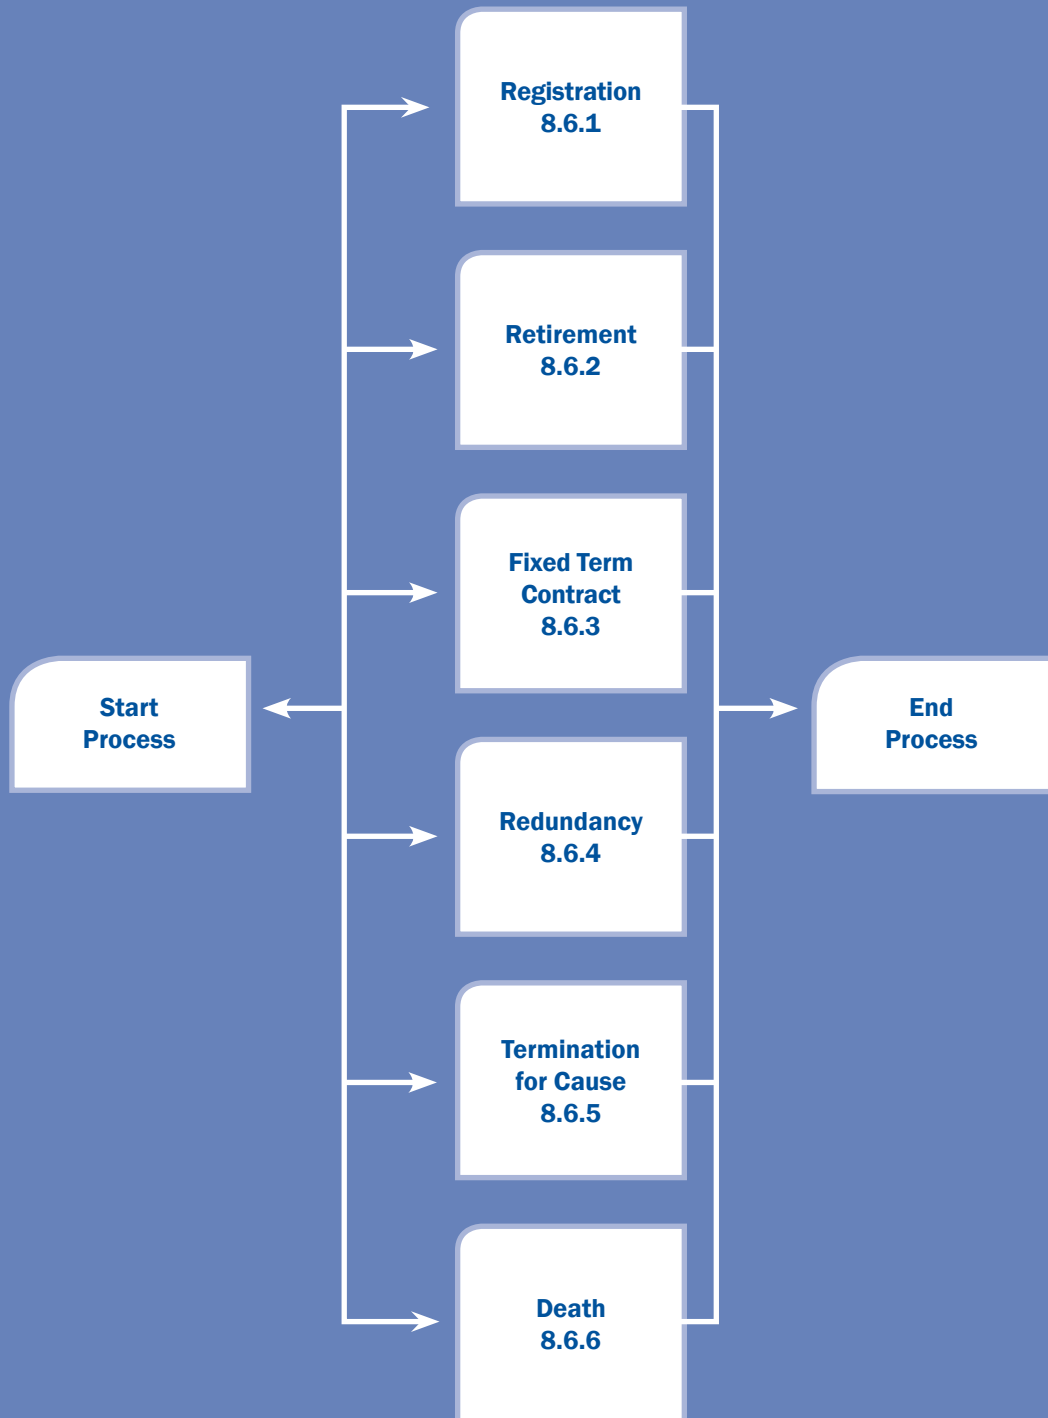 Registration
8.6.1
Retirement
8.6.2
Fixed Term
Contract
8.6.3
Start
Process
End
Process
Redundancy
8.6.4
Termination
for Cause
8.6.5
Death
8.6.6